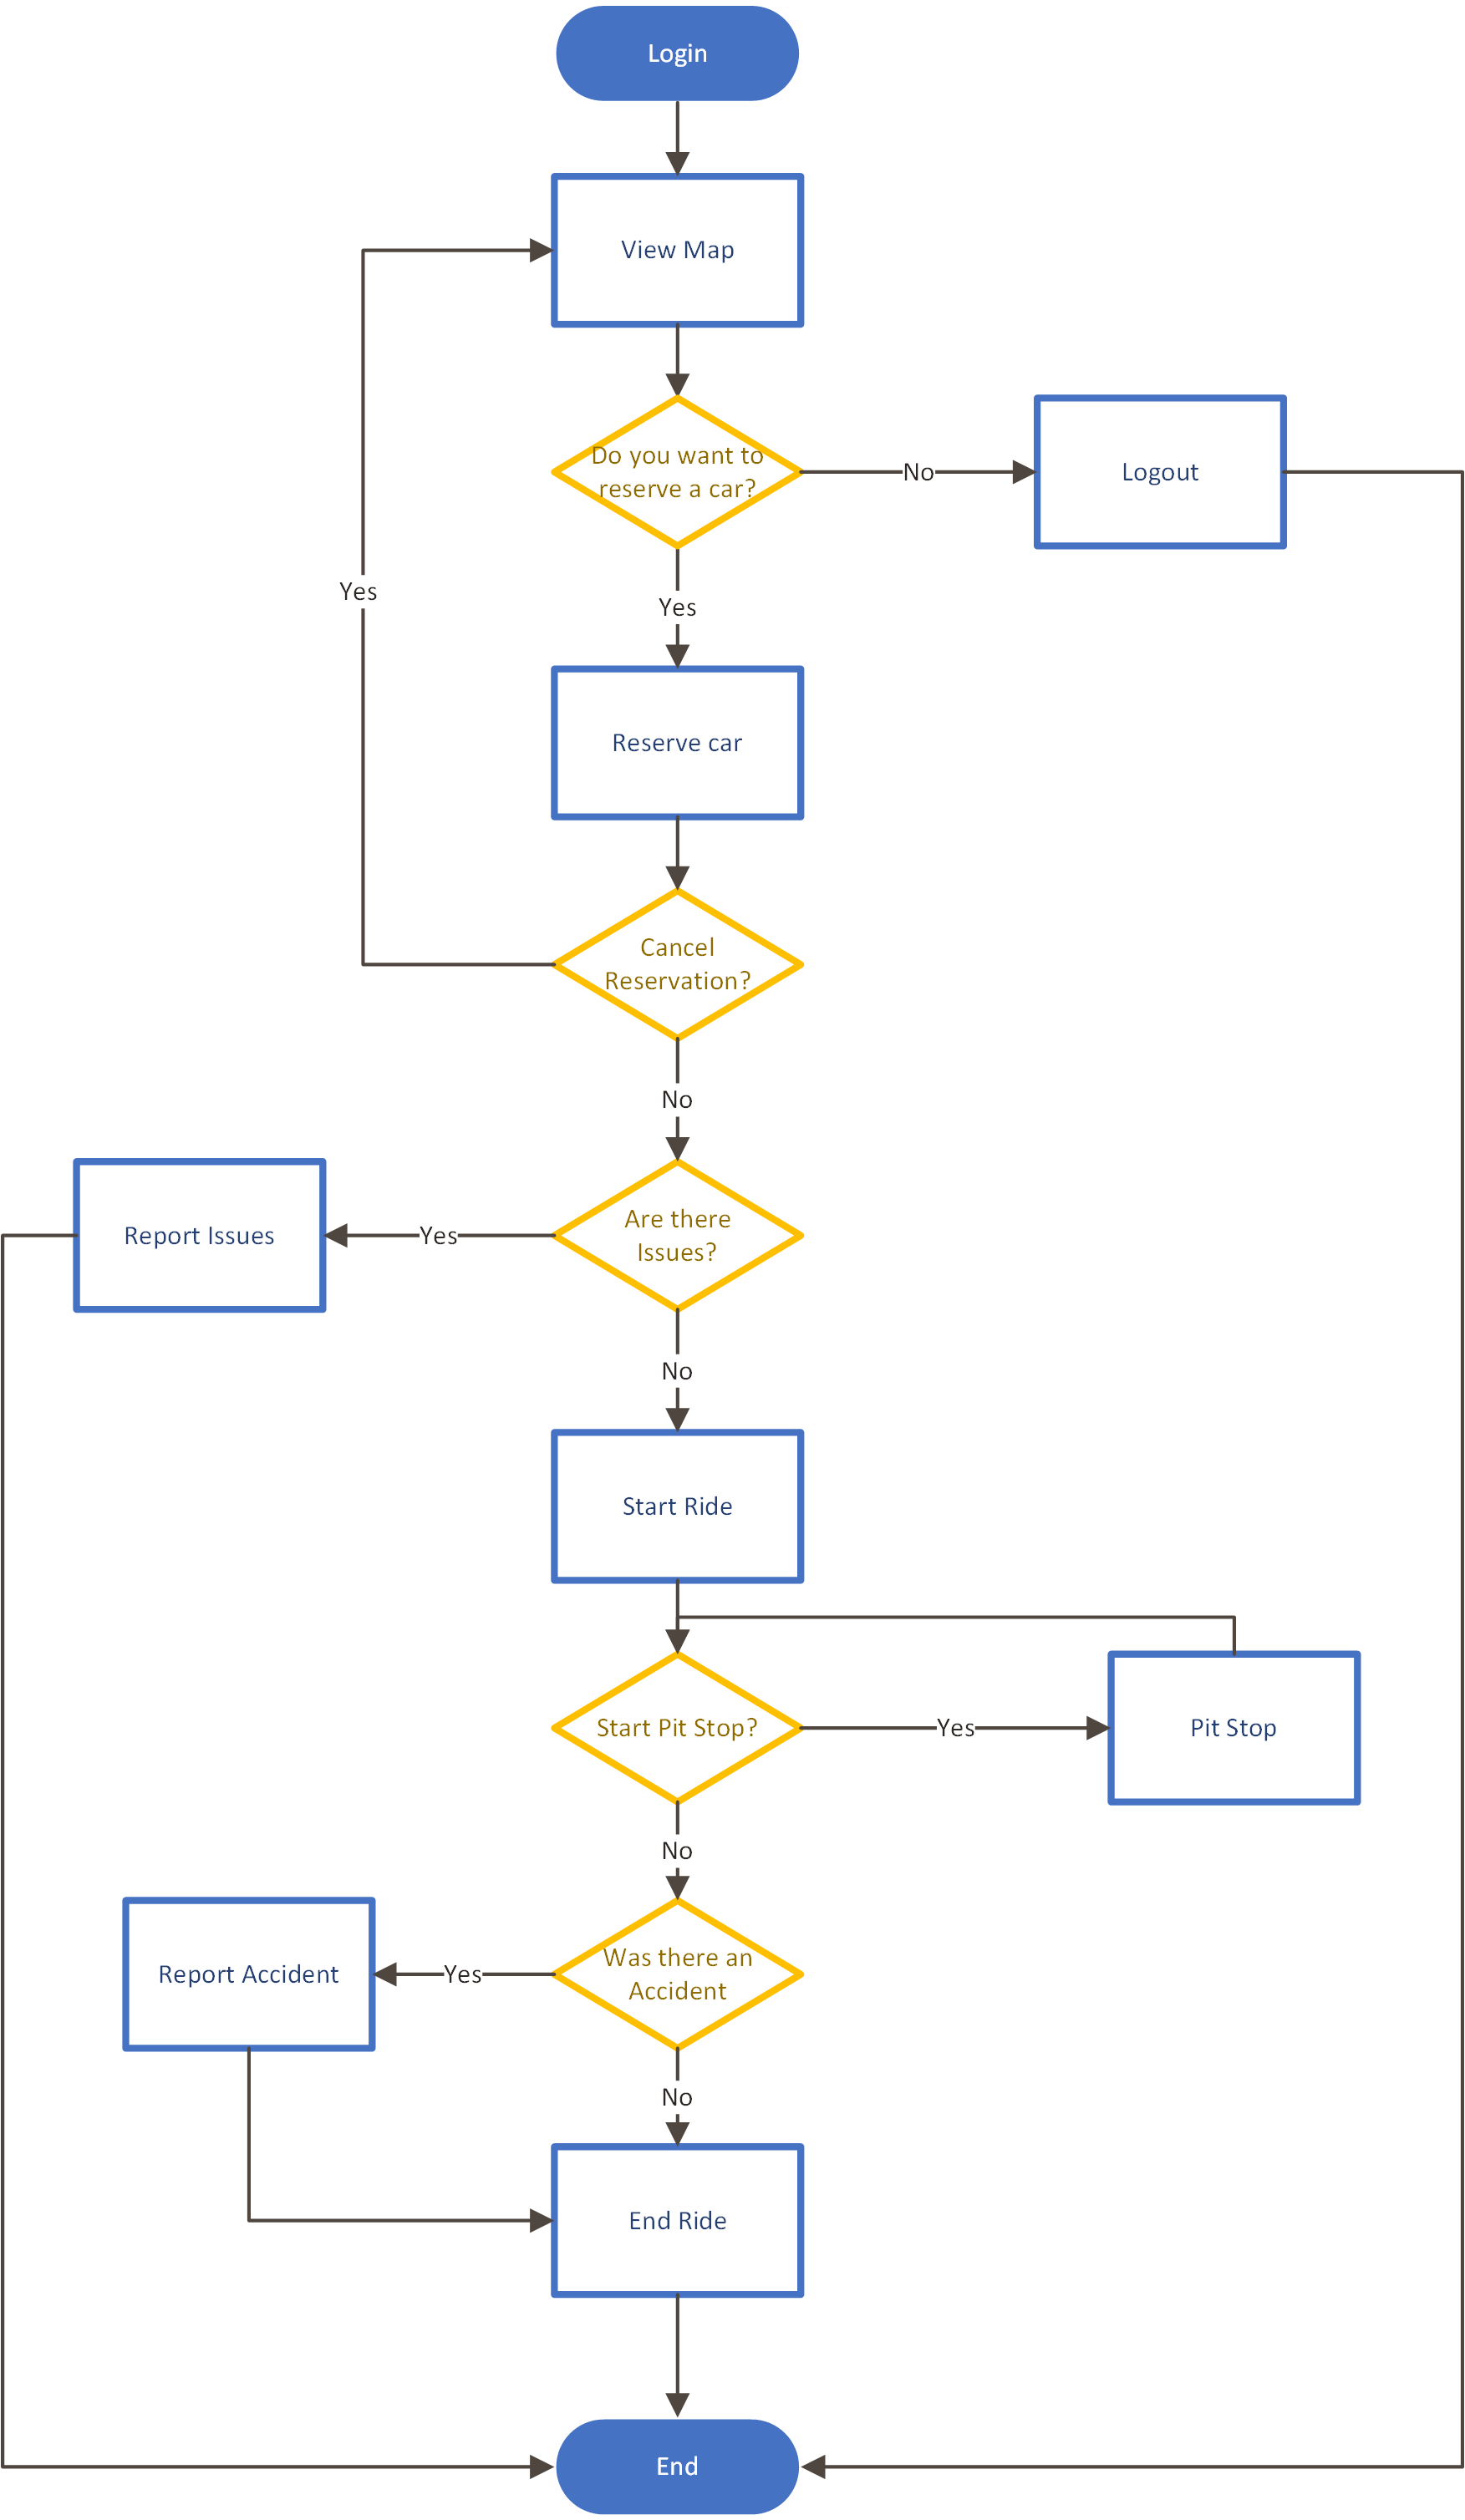 Login
View Map
Do you want to
reserve a car?
No
Logout
Yes
Yes
Reserve car
Cancel
Reservation?
No
Report Issues
Yes
Are there
Issues?
No
Start Ride
Start Pit Stop?
Yes
Pit Stop
No
Report Accident
Yes
Was there an
Accident
No
End Ride
End